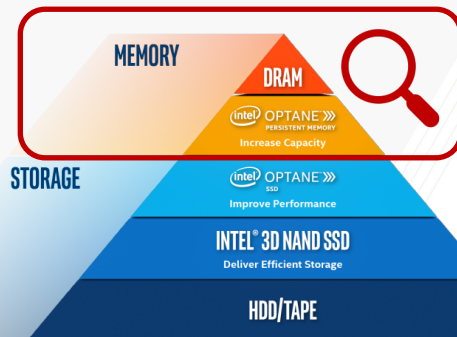 MEMORY
DRAM
intel OPTANE
PERSISTENT MEMORY
Increase Capacity
STORAGE
intel OPTANE
SSD
Improve Performance
INTEL® 3D NAND SSD
Deliver Efficient Storage
HDD/TAPE